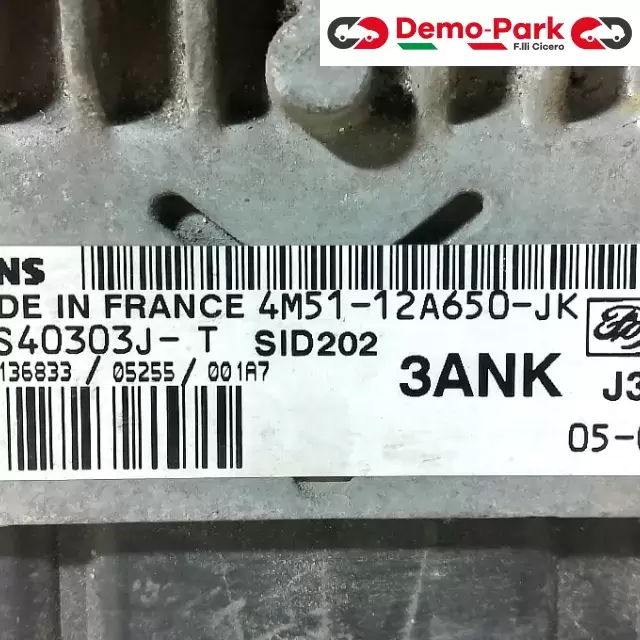 Demo-Park
F.lli Cicero
NS
DE IN FRANCE 4M51-12A650-JK
S40303J- T SID202
136833 / 05255 / 001A7
3ANK J3
05-0